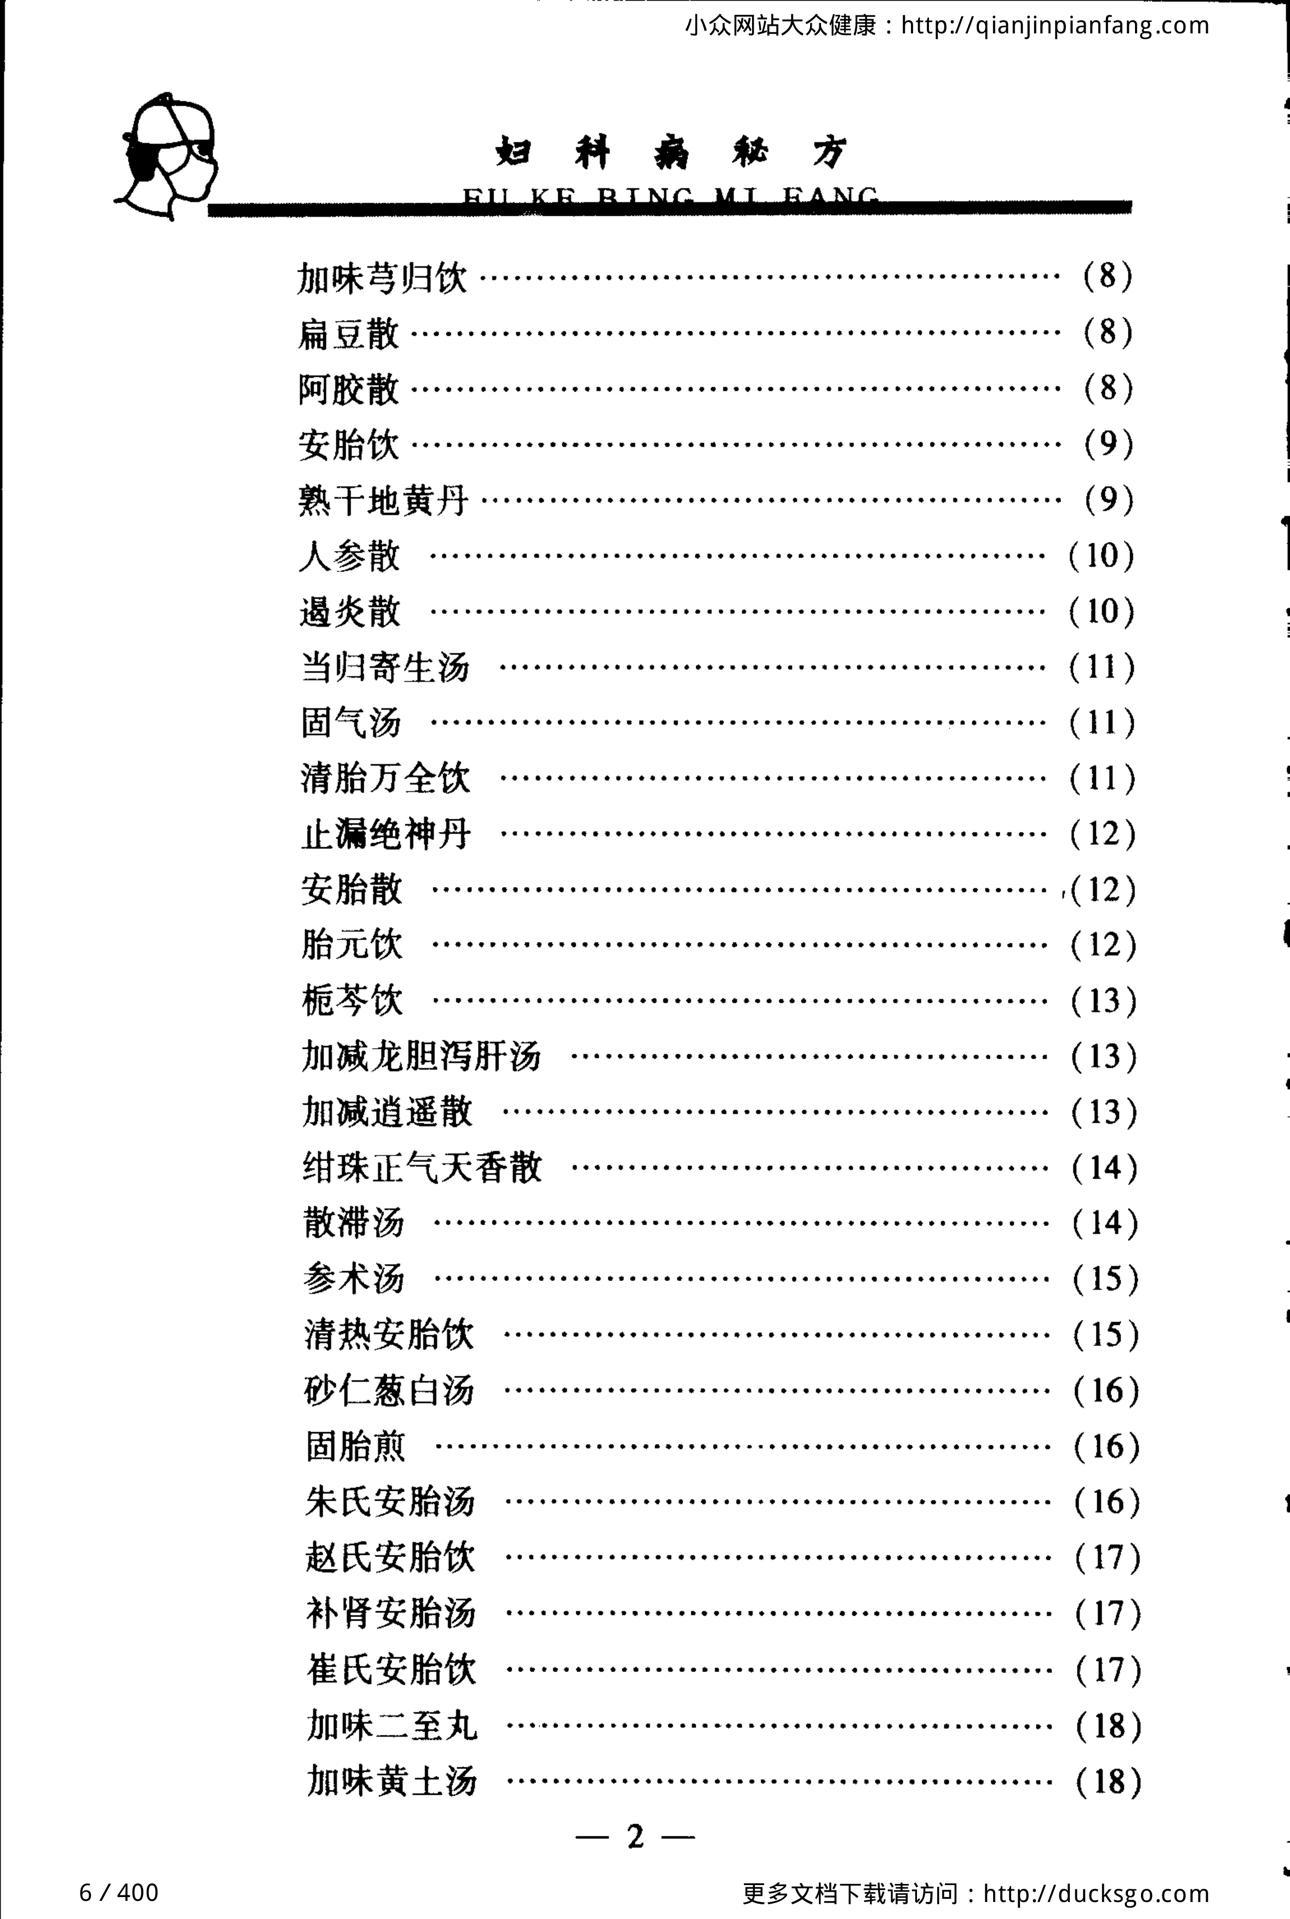 小众网站大众健康：http://qianjinpianfang.com
妇科病秘方
FU KE BING MI FANG
加味芎归饮 …………………………………………… (8)
扁豆散 …………………………………………… (8)
阿胶散 …………………………………………… (8)
安胎饮 …………………………………………… (9)
熟干地黄丹 …………………………………………… (9)
人参散 …………………………………………… (10)
遏炎散 …………………………………………… (10)
当归寄生汤 …………………………………………… (11)
固气汤 …………………………………………… (11)
清胎万全饮 …………………………………………… (11)
止漏绝神丹 …………………………………………… (12)
安胎散 …………………………………………… (12)
胎元饮 …………………………………………… (12)
栀芩饮 …………………………………………… (13)
加减龙胆泻肝汤 …………………………………………… (13)
加减逍遥散 …………………………………………… (13)
绀珠正气天香散 …………………………………………… (14)
散滞汤 …………………………………………… (14)
参术汤 …………………………………………… (15)
清热安胎饮 …………………………………………… (15)
砂仁葱白汤 …………………………………………… (16)
固胎煎 …………………………………………… (16)
朱氏安胎汤 …………………………………………… (16)
赵氏安胎饮 …………………………………………… (17)
补肾安胎汤 …………………………………………… (17)
崔氏安胎饮 …………………………………………… (17)
加味二至丸 …………………………………………… (18)
加味黄土汤 …………………………………………… (18)
— 2 —
6 / 400
更多文档下载请访问：http://ducksgo.com